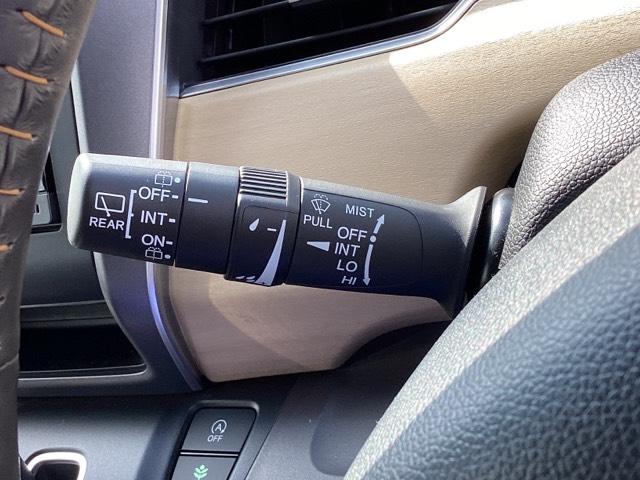 REAR
OFF
INT
ON
PULL
MIST
OFF
INT
LO
HI
A
OFF